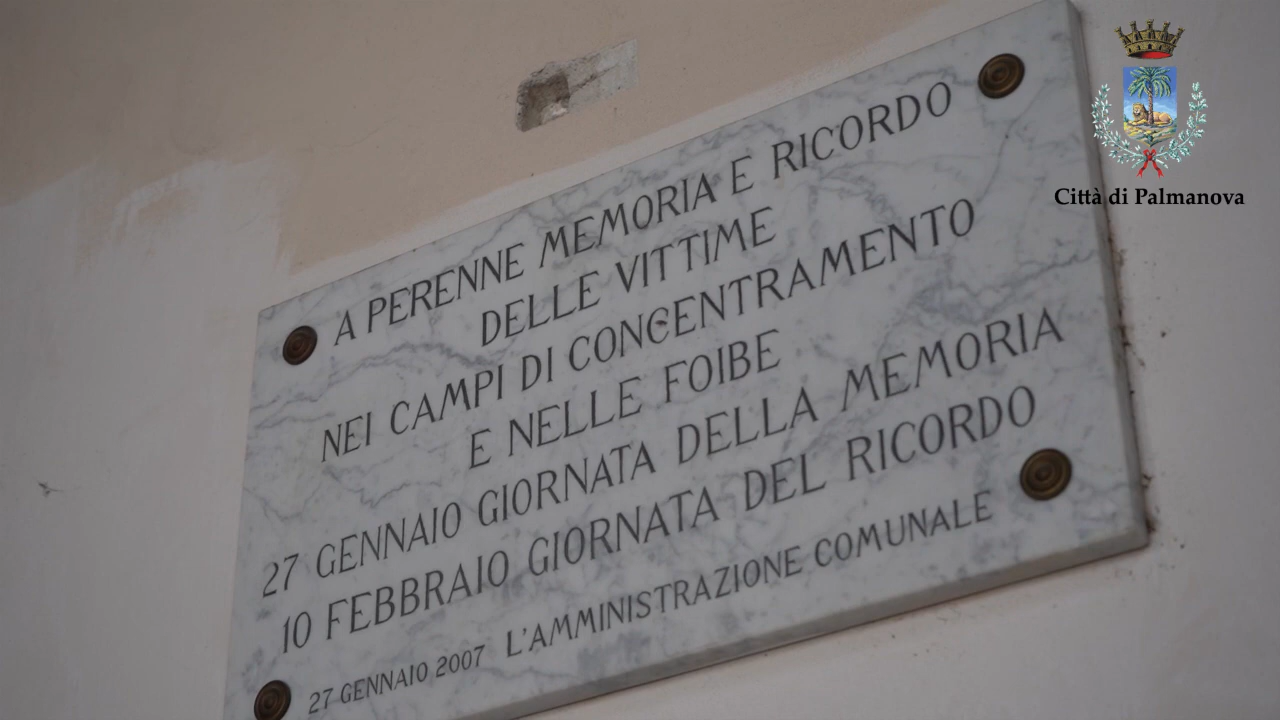 A PERENNE MEMORIA E RICORDO
DELLE VITTIME
NEI CAMPI DI CONCENTRAMENTO
E NELLE FOIBE
27 GENNAIO GIORNATA DELLA MEMORIA
10 FEBBRAIO GIORNATA DEL RICORDO
27 GENNAIO 2007 L'AMMINISTRAZIONE COMUNALE
Città di Palmanova